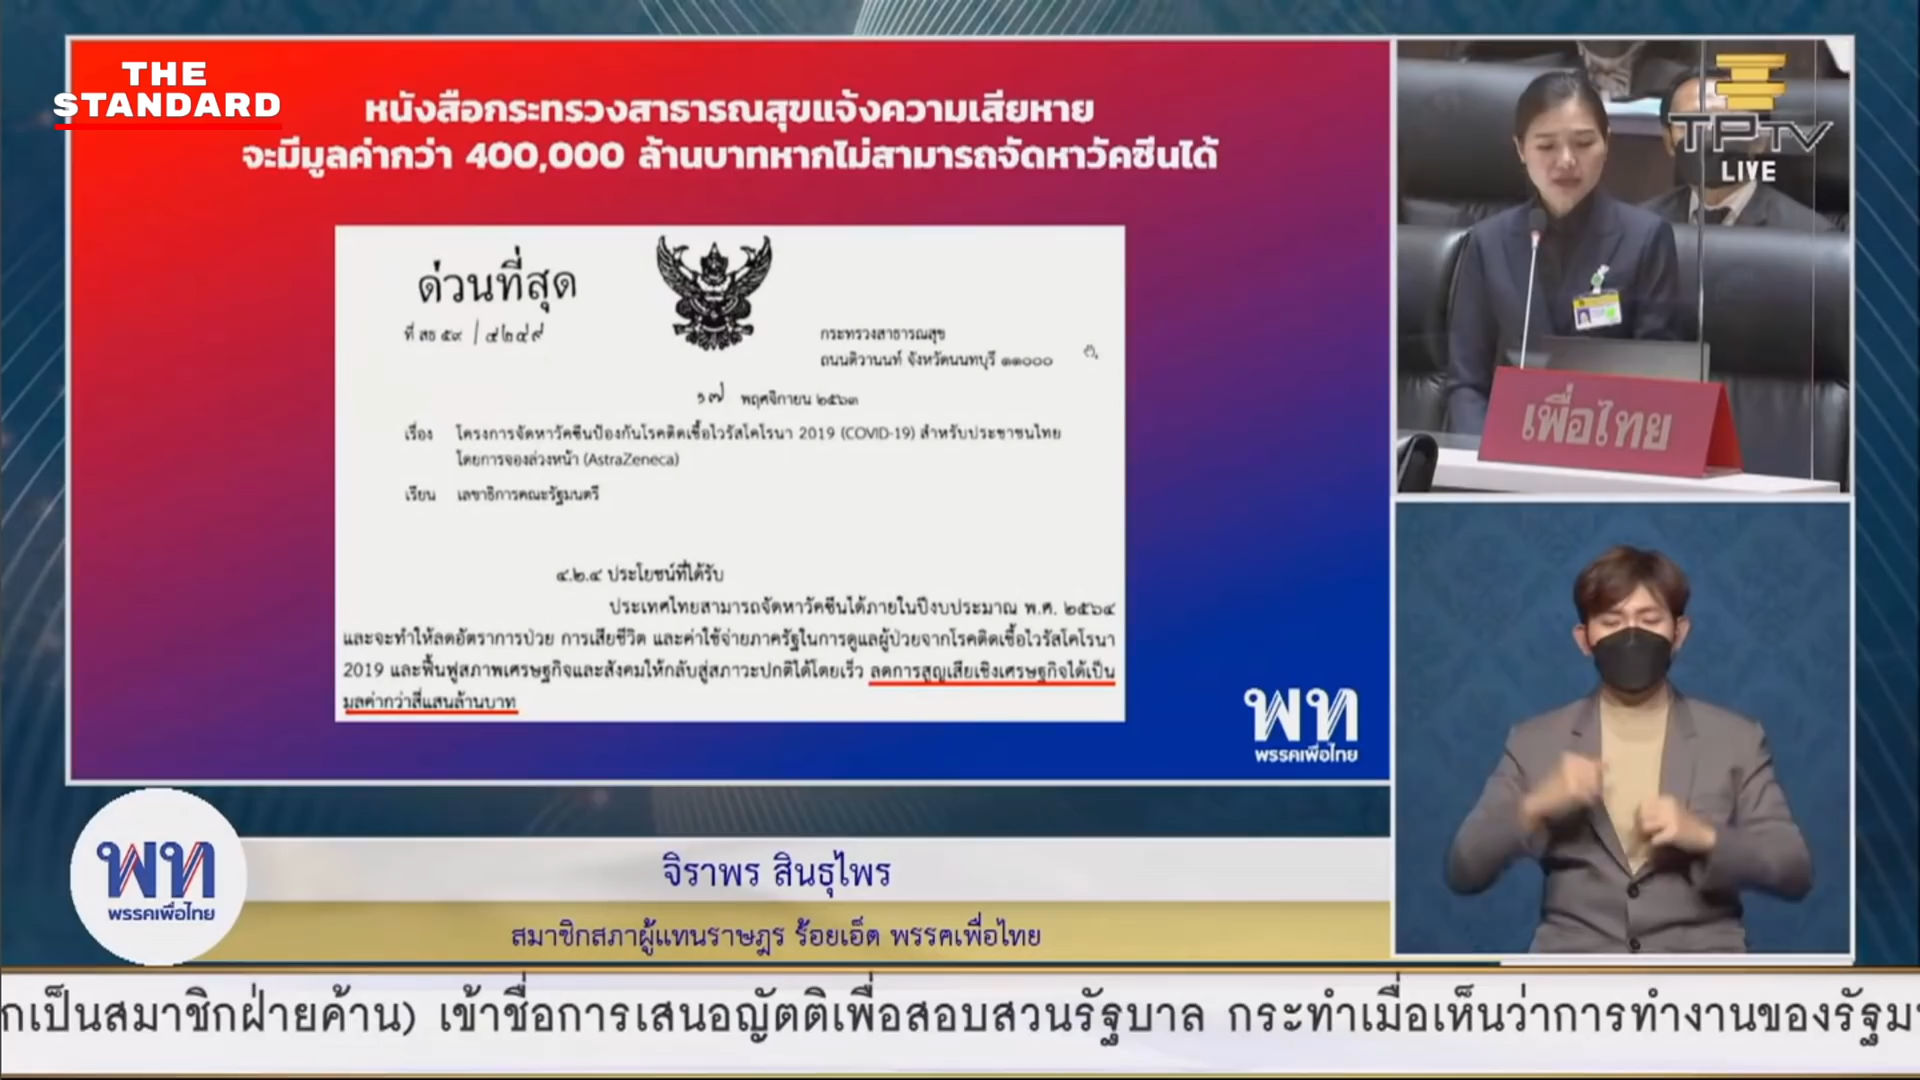 THE
STANDARD
หนังสือกระทรวงสาธารณสุขแจ้งความเสียหาย
จะมีมูลค่ากว่า 400,000 ล้านบาทหากไม่สามารถจัดหาวัคซีนได้
ด่วนที่สุด
ที่ สธ ๕๙ / ๔๒๔๙
กระทรวงสาธารณสุข
ถนนติวานนท์ จังหวัดนนทบุรี ๑๑๐๐๐
๑๗ พฤศจิกายน ๒๕๖๓
เรื่อง โครงการจัดหาวัคซีนป้องกันโรคติดเชื้อไวรัสโคโรนา 2019 (COVID-19) สำหรับประชาชนไทย
โดยการจองล่วงหน้า (AstraZeneca)
เรียน เลขาธิการคณะรัฐมนตรี
๔.๒.๔ ประโยชน์ที่ได้รับ
ประเทศไทยสามารถจัดหาวัคซีนได้ภายในปีงบประมาณ พ.ศ. ๒๕๖๔
และจะทำให้ลดอัตราการป่วย การเสียชีวิต และค่าใช้จ่ายภาครัฐในการดูแลผู้ป่วยจากโรคติดเชื้อไวรัสโคโรนา
2019 และฟื้นฟูสภาพเศรษฐกิจและสังคมให้กลับสู่สภาวะปกติได้โดยเร็ว ลดการสูญเสียเชิงเศรษฐกิจได้เป็น
มูลค่ากว่าสี่แสนล้านบาท
พท
พรรคเพื่อไทย
TPTV
LIVE
เพื่อไทย
พท
พรรคเพื่อไทย
จิราพร สินธุไพร
สมาชิกสภาผู้แทนราษฎร ร้อยเอ็ด พรรคเพื่อไทย
กเป็นสมาชิกฝ่ายค้าน) เข้าชื่อการเสนอญัตติเพื่อสอบสวนรัฐบาล กระทำเมื่อเห็นว่าการทำงานของรัฐม